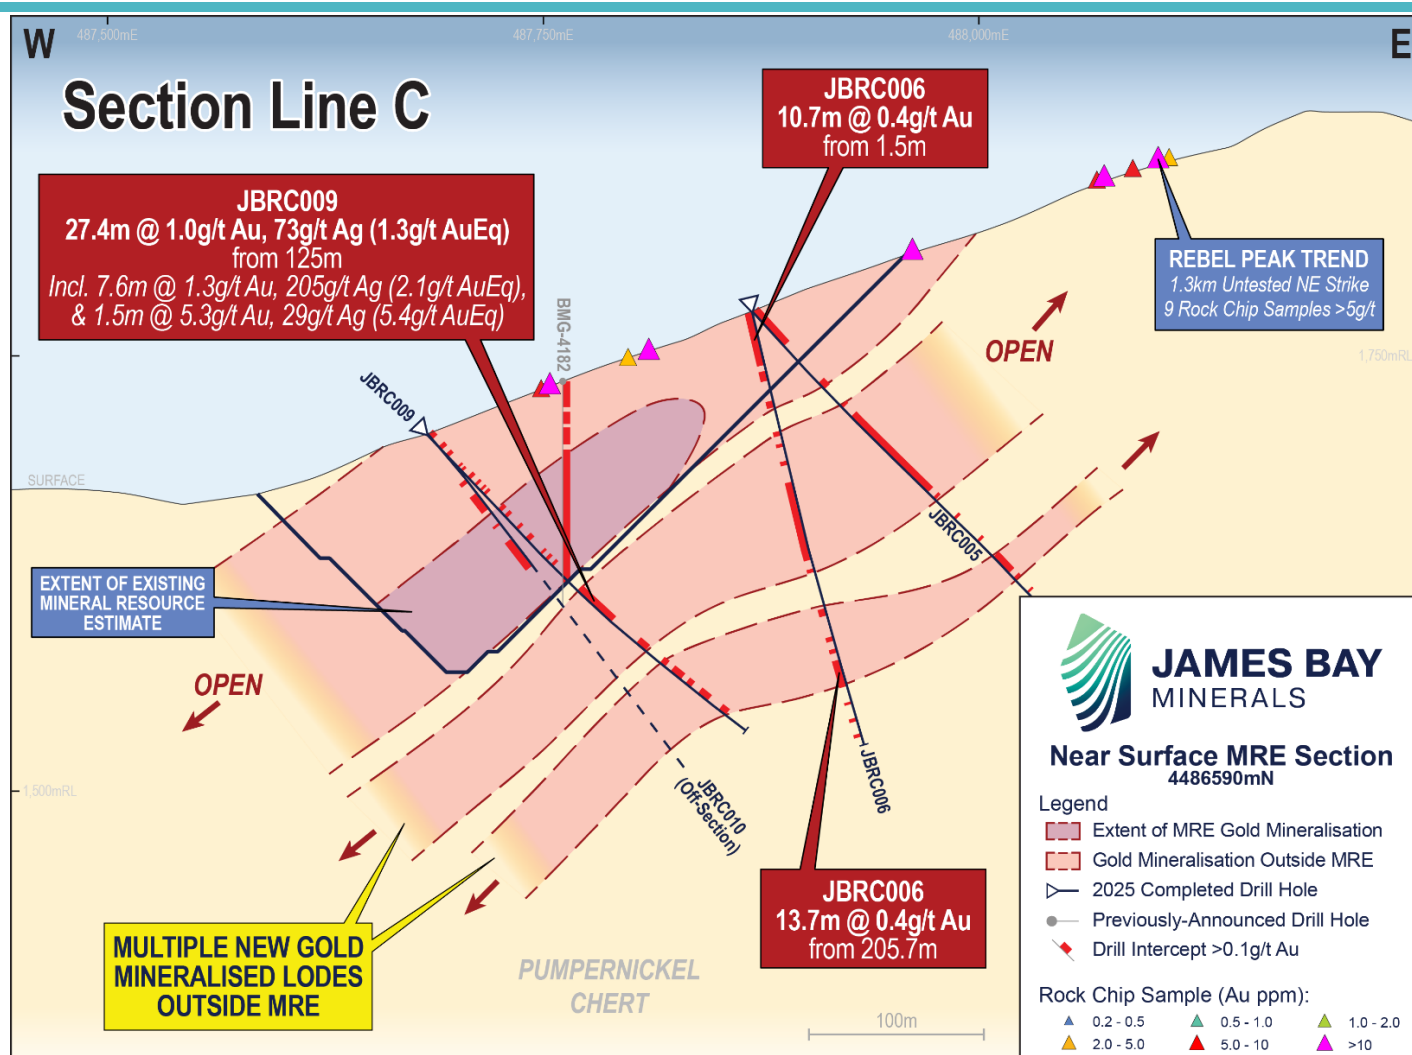 W
487,500mE
487,750mE
488,000mE
E
Section Line C
JBRC006
10.7m @ 0.4g/t Au
from 1.5m
JBRC009
27.4m @ 1.0g/t Au, 73g/t Ag (1.3g/t AuEq)
from 125m
Incl. 7.6m @ 1.3g/t Au, 205g/t Ag (2.1g/t AuEq),
& 1.5m @ 5.3g/t Au, 29g/t Ag (5.4g/t AuEq)
REBEL PEAK TREND
1.3km Untested NE Strike
9 Rock Chip Samples >5g/t
BMG-4182
OPEN
1,750mRL
JBRC009
SURFACE
JBRC005
EXTENT OF EXISTING
MINERAL RESOURCE
ESTIMATE
OPEN
JAMES BAY
MINERALS
1,500mRL
JBRC010
(Off-Section)
JBRC006
Near Surface MRE Section
4486590mN
Legend
Extent of MRE Gold Mineralisation
Gold Mineralisation Outside MRE
2025 Completed Drill Hole
Previously-Announced Drill Hole
Drill Intercept >0.1g/t Au
JBRC006
13.7m @ 0.4g/t Au
from 205.7m
MULTIPLE NEW GOLD
MINERALISED LODES
OUTSIDE MRE
PUMPERNICKEL
CHERT
100m
Rock Chip Sample (Au ppm):
0.2 - 0.5 0.5 - 1.0 1.0 - 2.0
2.0 - 5.0 5.0 - 10 >10